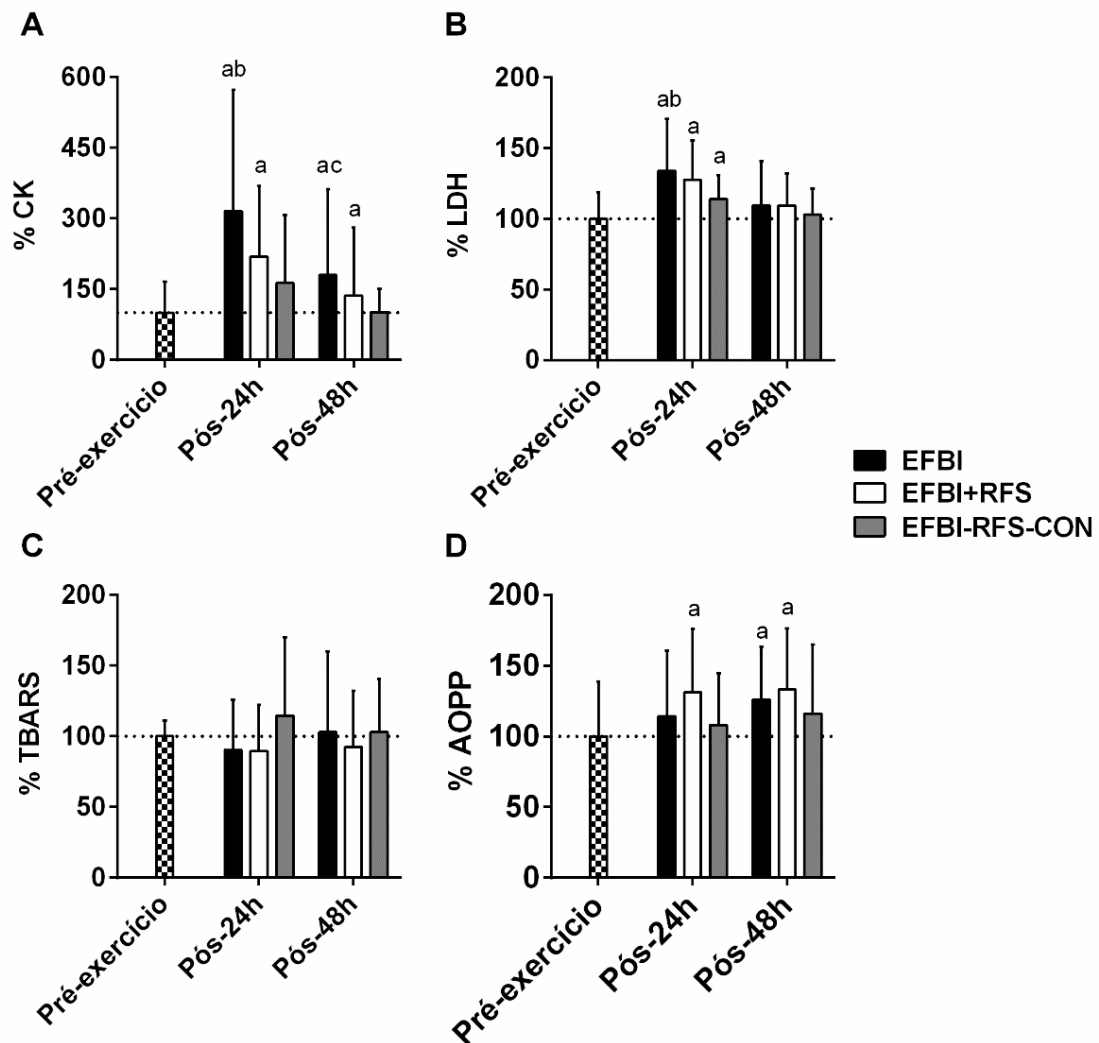 A
% CK
600
450
300
150
0
ab
a
ac
a
Pré-exercício
Pós-24h
Pós-48h
B
% LDH
200
150
100
50
0
ab
a
a
Pré-exercício
Pós-24h
Pós-48h
EFBI
EFBI+RFS
EFBI-RFS-CON
C
% TBARS
200
150
100
50
0
Pré-exercício
Pós-24h
Pós-48h
D
% AOPP
200
150
100
50
0
a
a
a
Pré-exercício
Pós-24h
Pós-48h